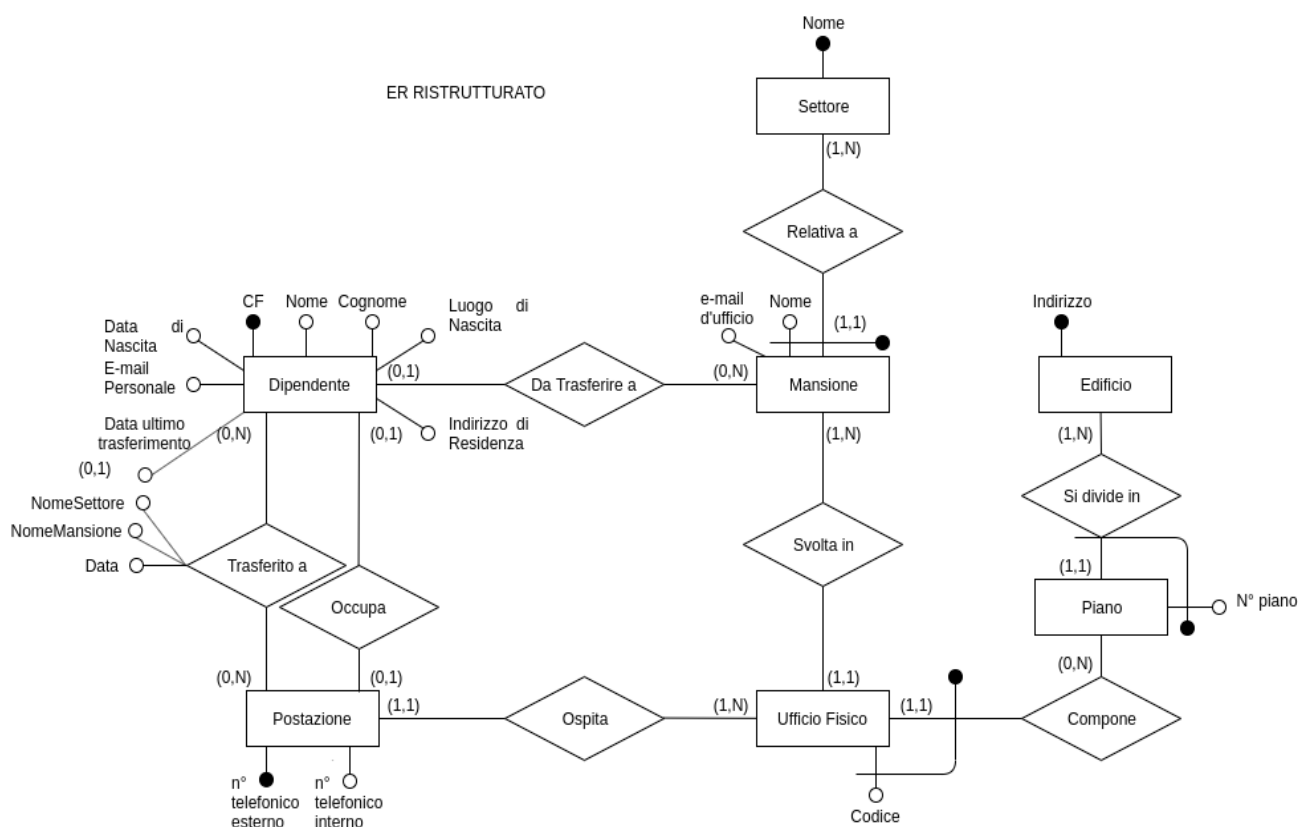 Nome
ER RISTRUTTURATO
Settore
(1,N)
Relativa a
CF
Nome
Cognome
Luogo di
Nascita
Data di
Nascita
E-mail
Personale
Dipendente
(0,1)
Da Trasferire a
(0,N)
e-mail
d'ufficio
Nome
(1,1)
Mansione
Indirizzo
Edificio
Data ultimo
trasferimento
(0,1)
(0,N)
(0,1)
Indirizzo di
Residenza
(1,N)
(1,N)
NomeSettore
NomeMansione
Data
Trasferito a
Occupa
Svolta in
Si divide in
(1,1)
Piano
N° piano
(0,N)
(0,N)
(0,1)
(1,1)
Postazione
(1,1)
Ospita
(1,N)
Ufficio Fisico
(1,1)
Compone
n°
telefonico
esterno
n°
telefonico
interno
Codice